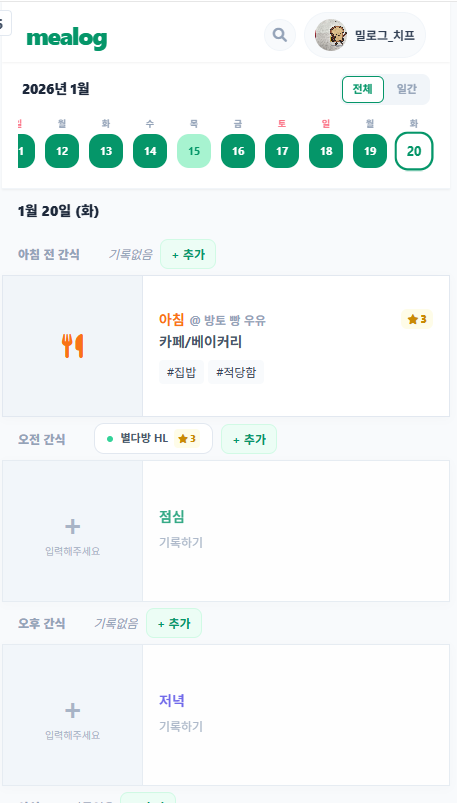 mealog
밀로그_치프
2026년 1월
전체 일간
일 월 화 수 목 금 토 일 월 화
1 12 13 14 15 16 17 18 19 20
1월 20일 (화)
아침 전 간식 기록없음 + 추가
아침 @ 방토 빵 우유 3
카페/베이커리
#집밥 #적당함
오전 간식 별다방 HL 3 + 추가
점심
+
입력해주세요
기록하기
오후 간식 기록없음 + 추가
저녁
+
입력해주세요
기록하기